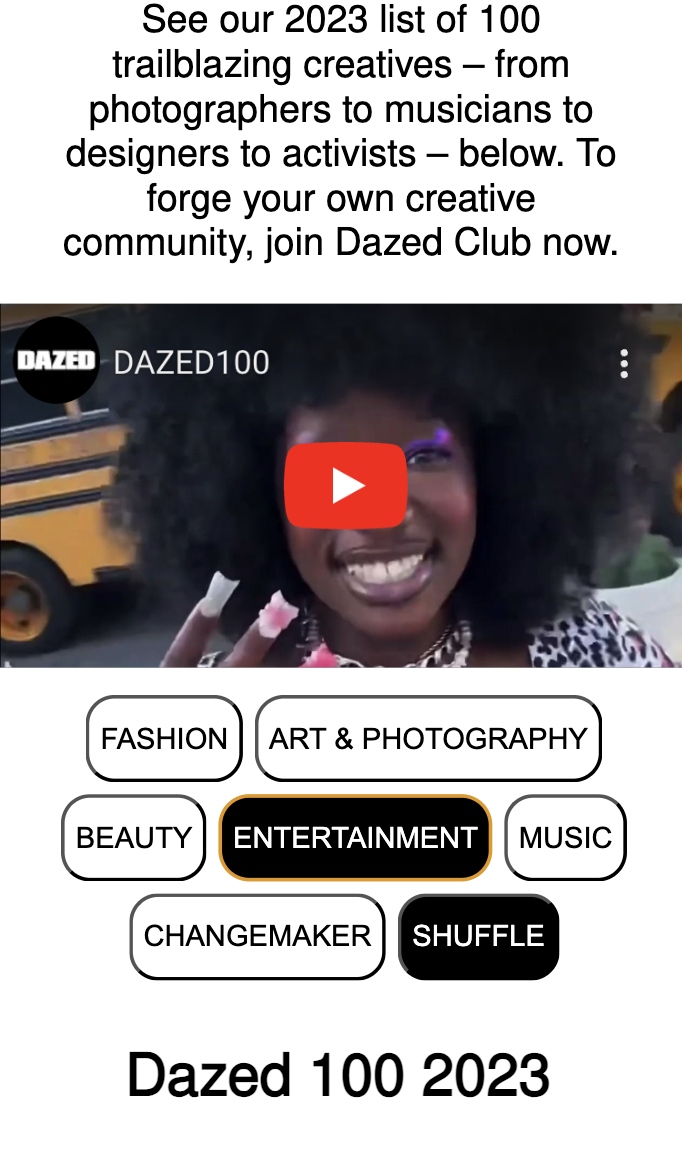 See our 2023 list of 100
trailblazing creatives – from
photographers to musicians to
designers to activists – below. To
forge your own creative
community, join Dazed Club now.
DAZED DAZED100
FASHION ART & PHOTOGRAPHY
BEAUTY ENTERTAINMENT MUSIC
CHANGEMAKER SHUFFLE
Dazed 100 2023